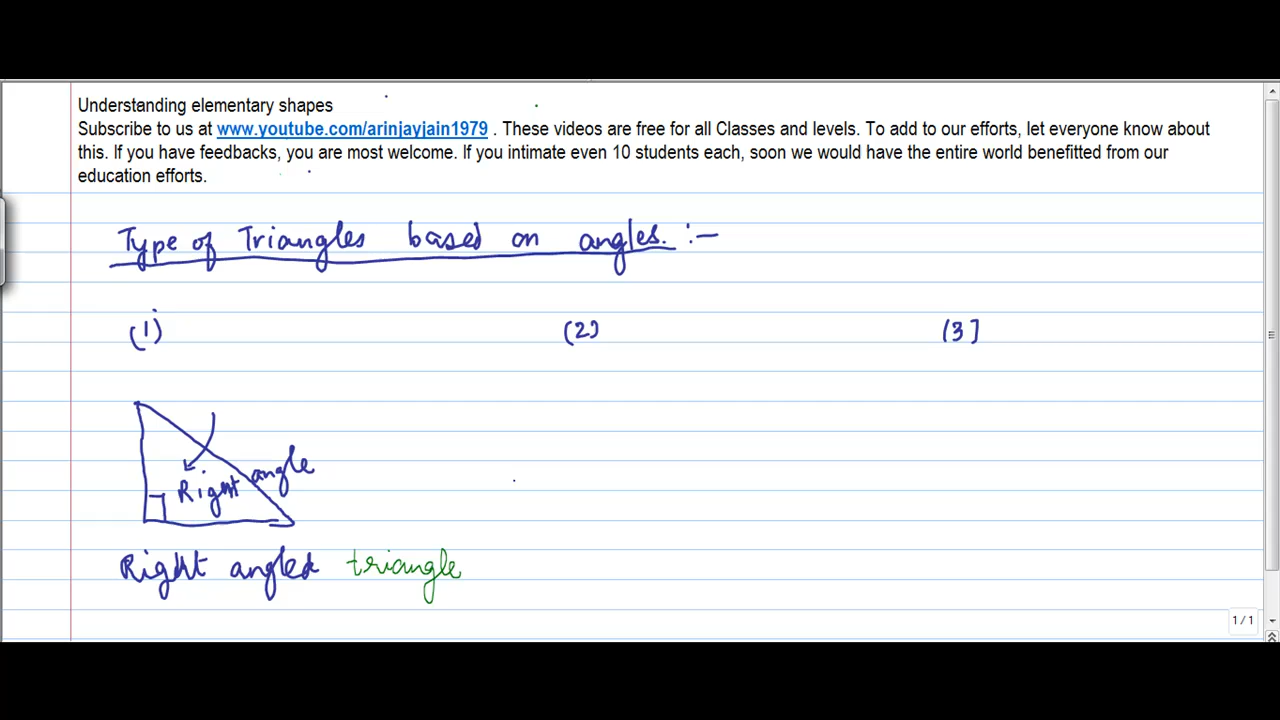 Understanding elementary shapes
Subscribe to us at www.youtube.com/arinjayjain1979 . These videos are free for all Classes and levels. To add to our efforts, let everyone know about
this. If you have feedbacks, you are most welcome. If you intimate even 10 students each, soon we would have the entire world benefitted from our
education efforts.
Type of Triangles based on angles. :-
(1) (2) (3]
Right angle
Right angled triangle
1 / 1